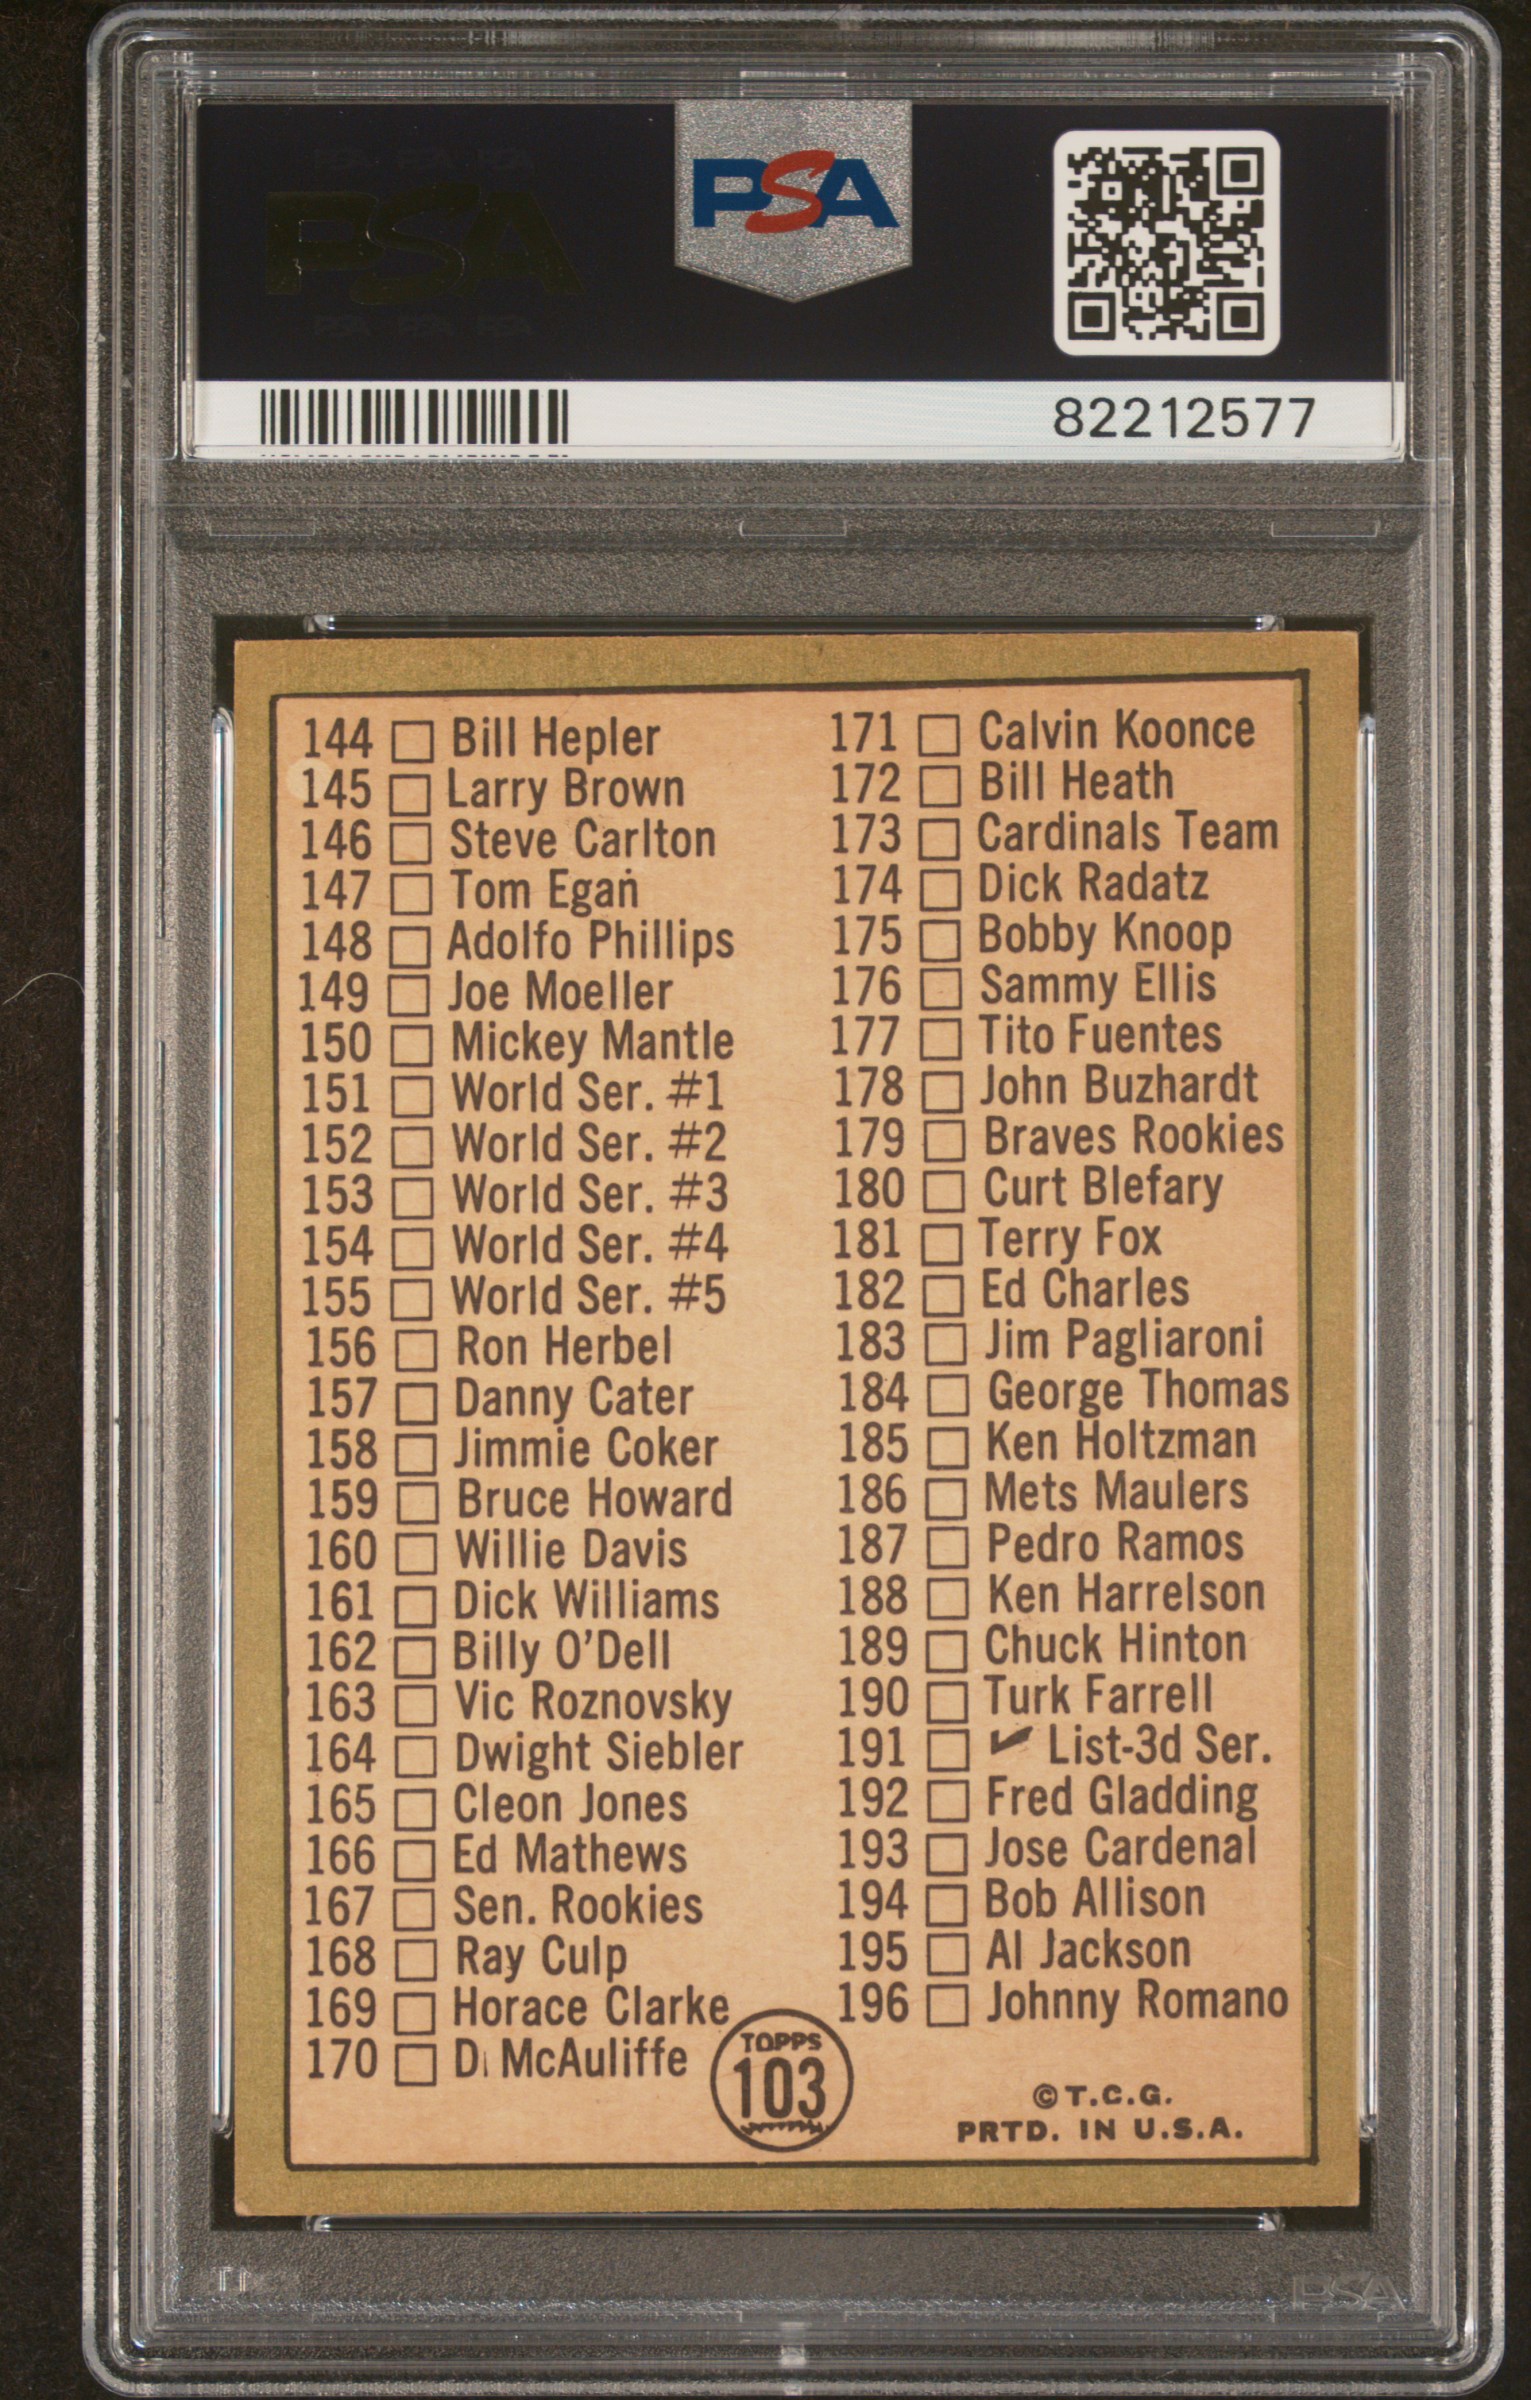 PSA
PSA
82212577
144 Bill Hepler
145 Larry Brown
146 Steve Carlton
147 Tom Egan
148 Adolfo Phillips
149 Joe Moeller
150 Mickey Mantle
151 World Ser. #1
152 World Ser. #2
153 World Ser. #3
154 World Ser. #4
155 World Ser. #5
156 Ron Herbel
157 Danny Cater
158 Jimmie Coker
159 Bruce Howard
160 Willie Davis
161 Dick Williams
162 Billy O'Dell
163 Vic Roznovsky
164 Dwight Siebler
165 Cleon Jones
166 Ed Mathews
167 Sen. Rookies
168 Ray Culp
169 Horace Clarke
170 D. McAuliffe
171 Calvin Koonce
172 Bill Heath
173 Cardinals Team
174 Dick Radatz
175 Bobby Knoop
176 Sammy Ellis
177 Tito Fuentes
178 John Buzhardt
179 Braves Rookies
180 Curt Blefary
181 Terry Fox
182 Ed Charles
183 Jim Pagliaroni
184 George Thomas
185 Ken Holtzman
186 Mets Maulers
187 Pedro Ramos
188 Ken Harrelson
189 Chuck Hinton
190 Turk Farrell
191 ✓ List-3d Ser.
192 Fred Gladding
193 Jose Cardenal
194 Bob Allison
195 Al Jackson
196 Johnny Romano
TOPPS
103
© T.C.G.
PRTD. IN U.S.A.
PSA